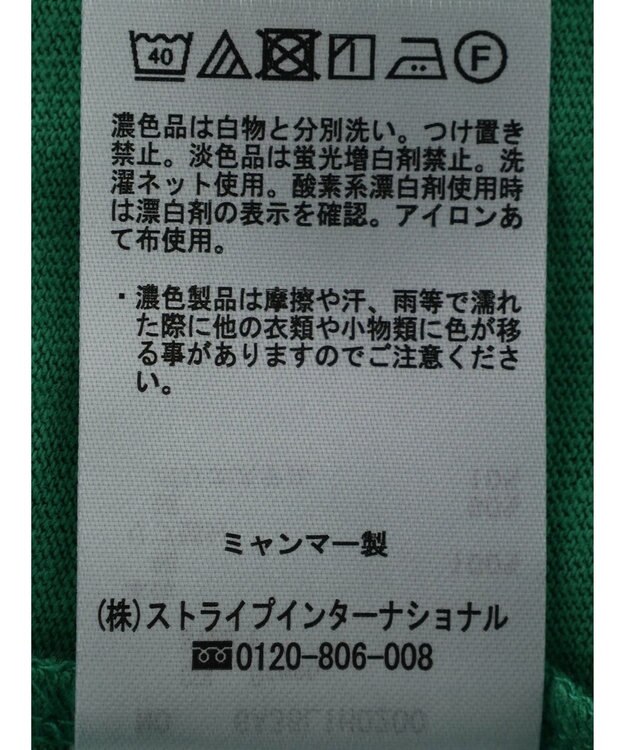 40 F
濃色品は白物と分別洗い。つけ置き
禁止。淡色品は蛍光増白剤禁止。洗
濯ネット使用。酸素系漂白剤使用時
は漂白剤の表示を確認。アイロンあ
て布使用。
・濃色製品は摩擦や汗、雨等で濡れ
た際に他の衣類や小物類に色が移
る事がありますのでご注意くださ
い。
ミャンマー製
(株)ストライプインターナショナル
0120-806-008